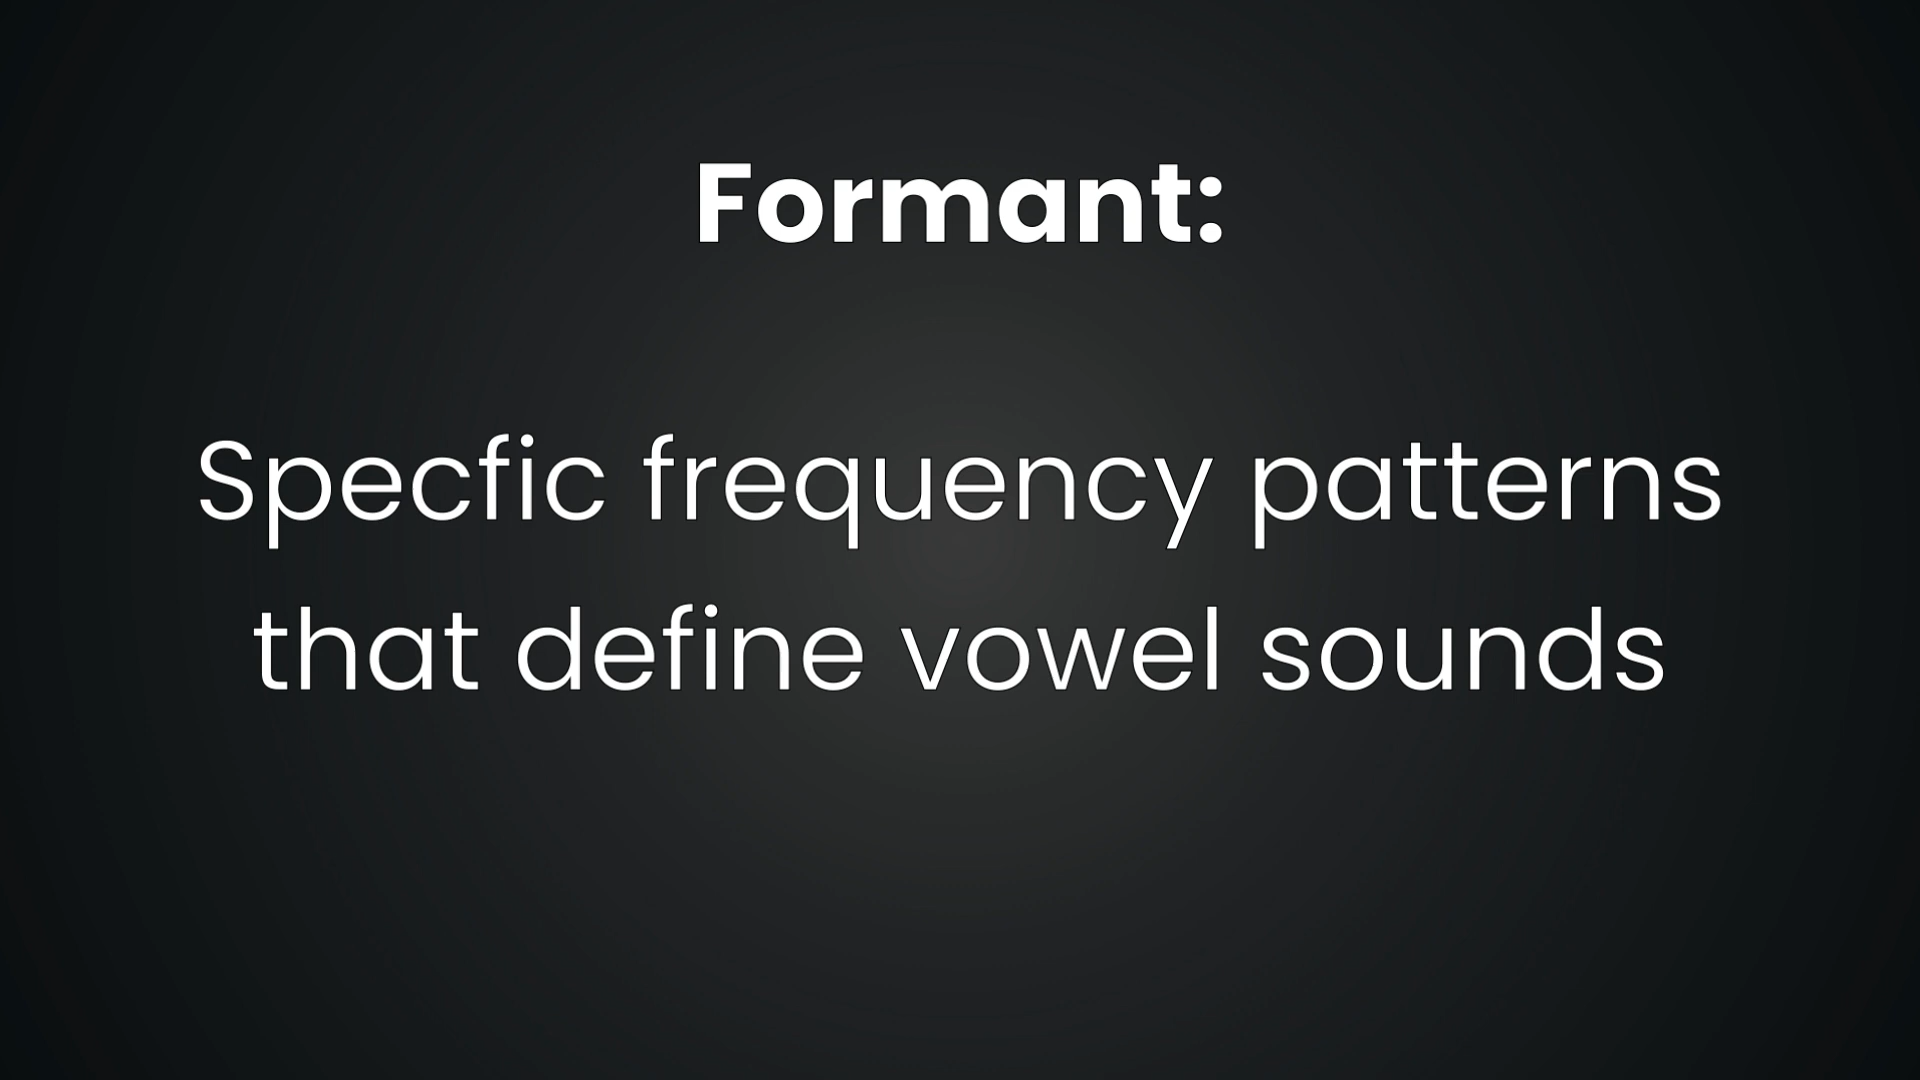 Formant:
Specfic frequency patterns
that define vowel sounds